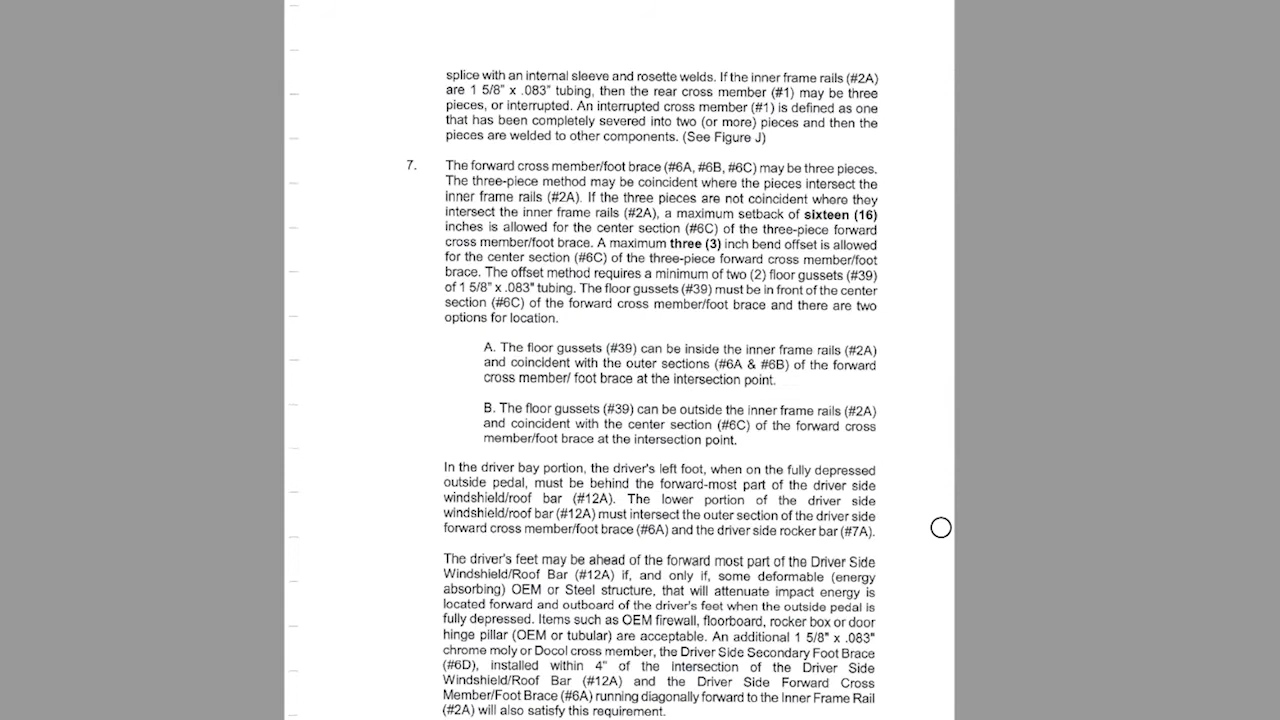 splice with an internal sleeve and rosette welds. If the inner frame rails (#2A)
are 1 5/8" x .083" tubing, then the rear cross member (#1) may be three
pieces, or interrupted. An interrupted cross member (#1) is defined as one
that has been completely severed into two (or more) pieces and then the
pieces are welded to other components. (See Figure J)
7. The forward cross member/foot brace (#6A, #6B, #6C) may be three pieces.
The three-piece method may be coincident where the pieces intersect the
inner frame rails (#2A). If the three pieces are not coincident where they
intersect the inner frame rails (#2A), a maximum setback of sixteen (16)
inches is allowed for the center section (#6C) of the three-piece forward
cross member/foot brace. A maximum three (3) inch bend offset is allowed
for the center section (#6C) of the three-piece forward cross member/foot
brace. The offset method requires a minimum of two (2) floor gussets (#39)
of 1 5/8" x .083" tubing. The floor gussets (#39) must be in front of the center
section (#6C) of the forward cross member/foot brace and there are two
options for location.
A. The floor gussets (#39) can be inside the inner frame rails (#2A)
and coincident with the outer sections (#6A & #6B) of the forward
cross member/ foot brace at the intersection point.
B. The floor gussets (#39) can be outside the inner frame rails (#2A)
and coincident with the center section (#6C) of the forward cross
member/foot brace at the intersection point.
In the driver bay portion, the driver's left foot, when on the fully depressed
outside pedal, must be behind the forward-most part of the driver side
windshield/roof bar (#12A). The lower portion of the driver side
windshield/roof bar (#12A) must intersect the outer section of the driver side
forward cross member/foot brace (#6A) and the driver side rocker bar (#7A).
The driver's feet may be ahead of the forward most part of the Driver Side
Windshield/Roof Bar (#12A) if, and only if, some deformable (energy
absorbing) OEM or Steel structure, that will attenuate impact energy is
located forward and outboard of the driver's feet when the outside pedal is
fully depressed. Items such as OEM firewall, floorboard, rocker box or door
hinge pillar (OEM or tubular) are acceptable. An additional 1 5/8" x .083"
chrome moly or Docol cross member, the Driver Side Secondary Foot Brace
(#6D), installed within 4" of the intersection of the Driver Side
Windshield/Roof Bar (#12A) and the Driver Side Forward Cross
Member/Foot Brace (#6A) running diagonally forward to the Inner Frame Rail
(#2A) will also satisfy this requirement.